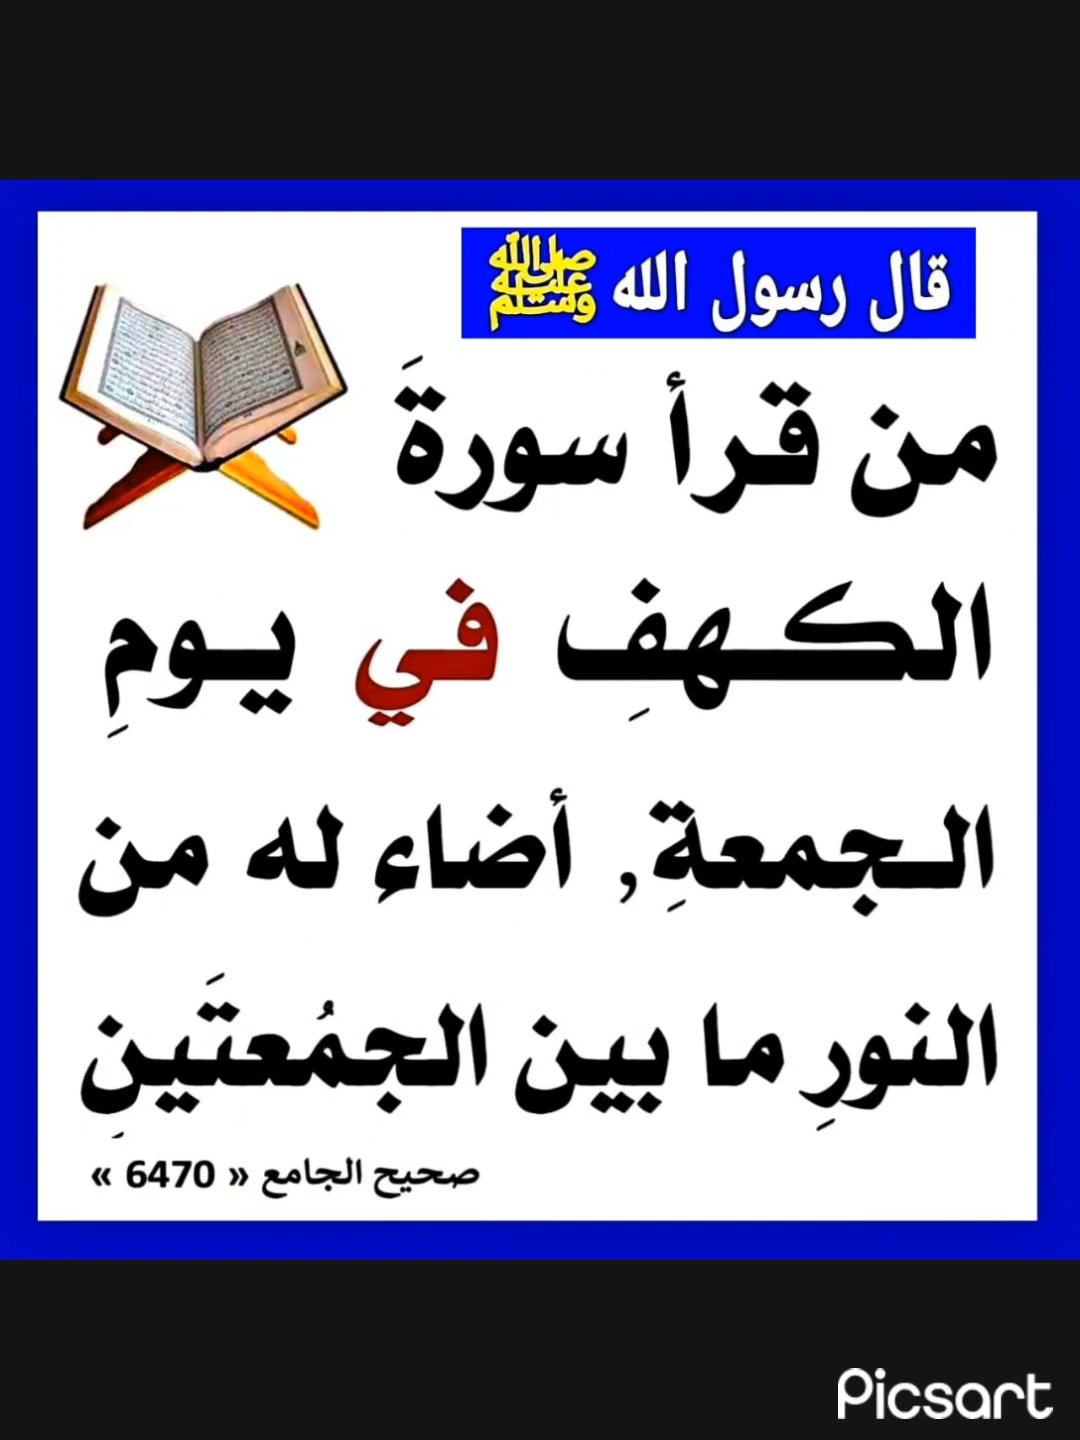 قال رسول الله ﷺ
من قرأ سورةَ
الكهفِ في يومِ
الجمعةِ, أضاء له من
النورِ ما بين الجمُعتَينِ
صحيح الجامع « 6470 »
Picsart